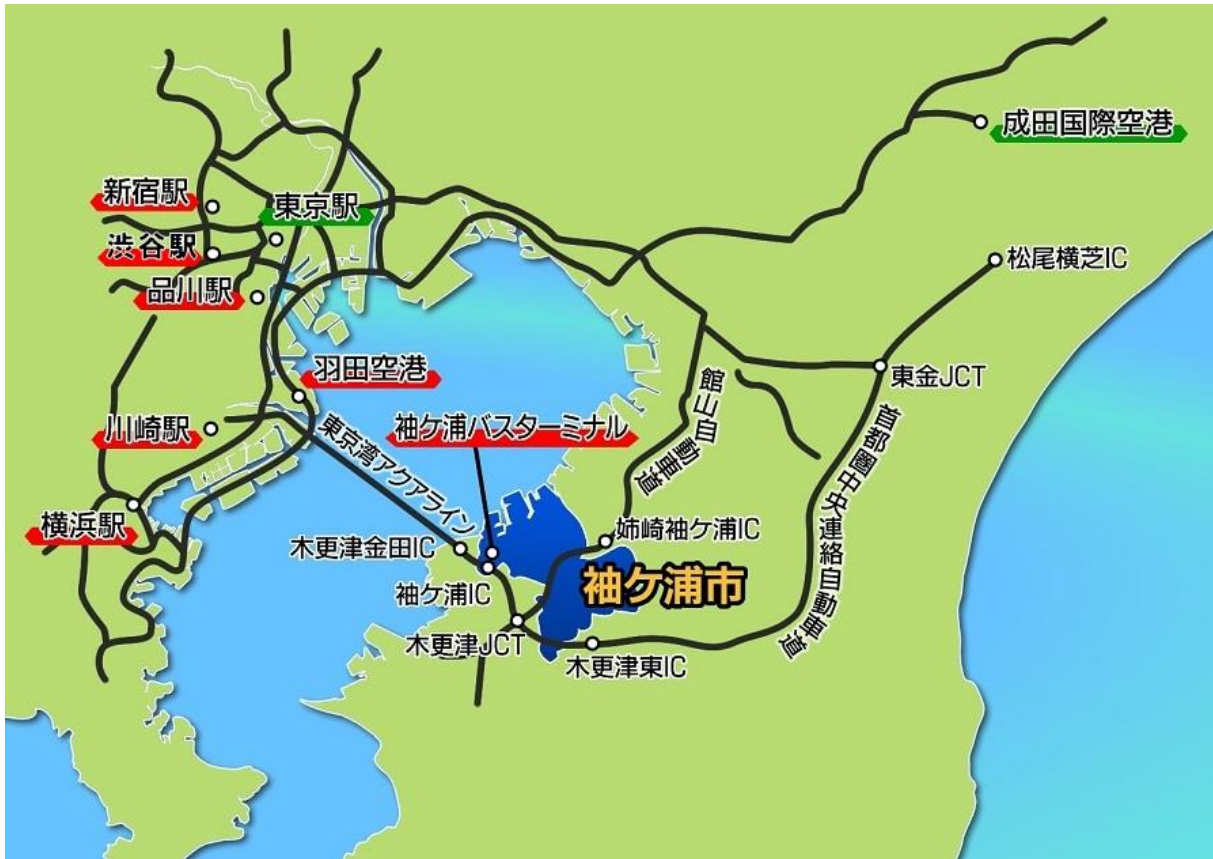 成田国際空港
新宿駅
東京駅
渋谷駅
松尾横芝IC
品川駅
羽田空港
東金JCT
川崎駅
袖ケ浦バスターミナル
館山自動車道
東京湾アクアライン
首都圏中央連絡自動車道
横浜駅
木更津金田IC
姉崎袖ケ浦IC
袖ケ浦IC
袖ケ浦市
木更津JCT
木更津東IC